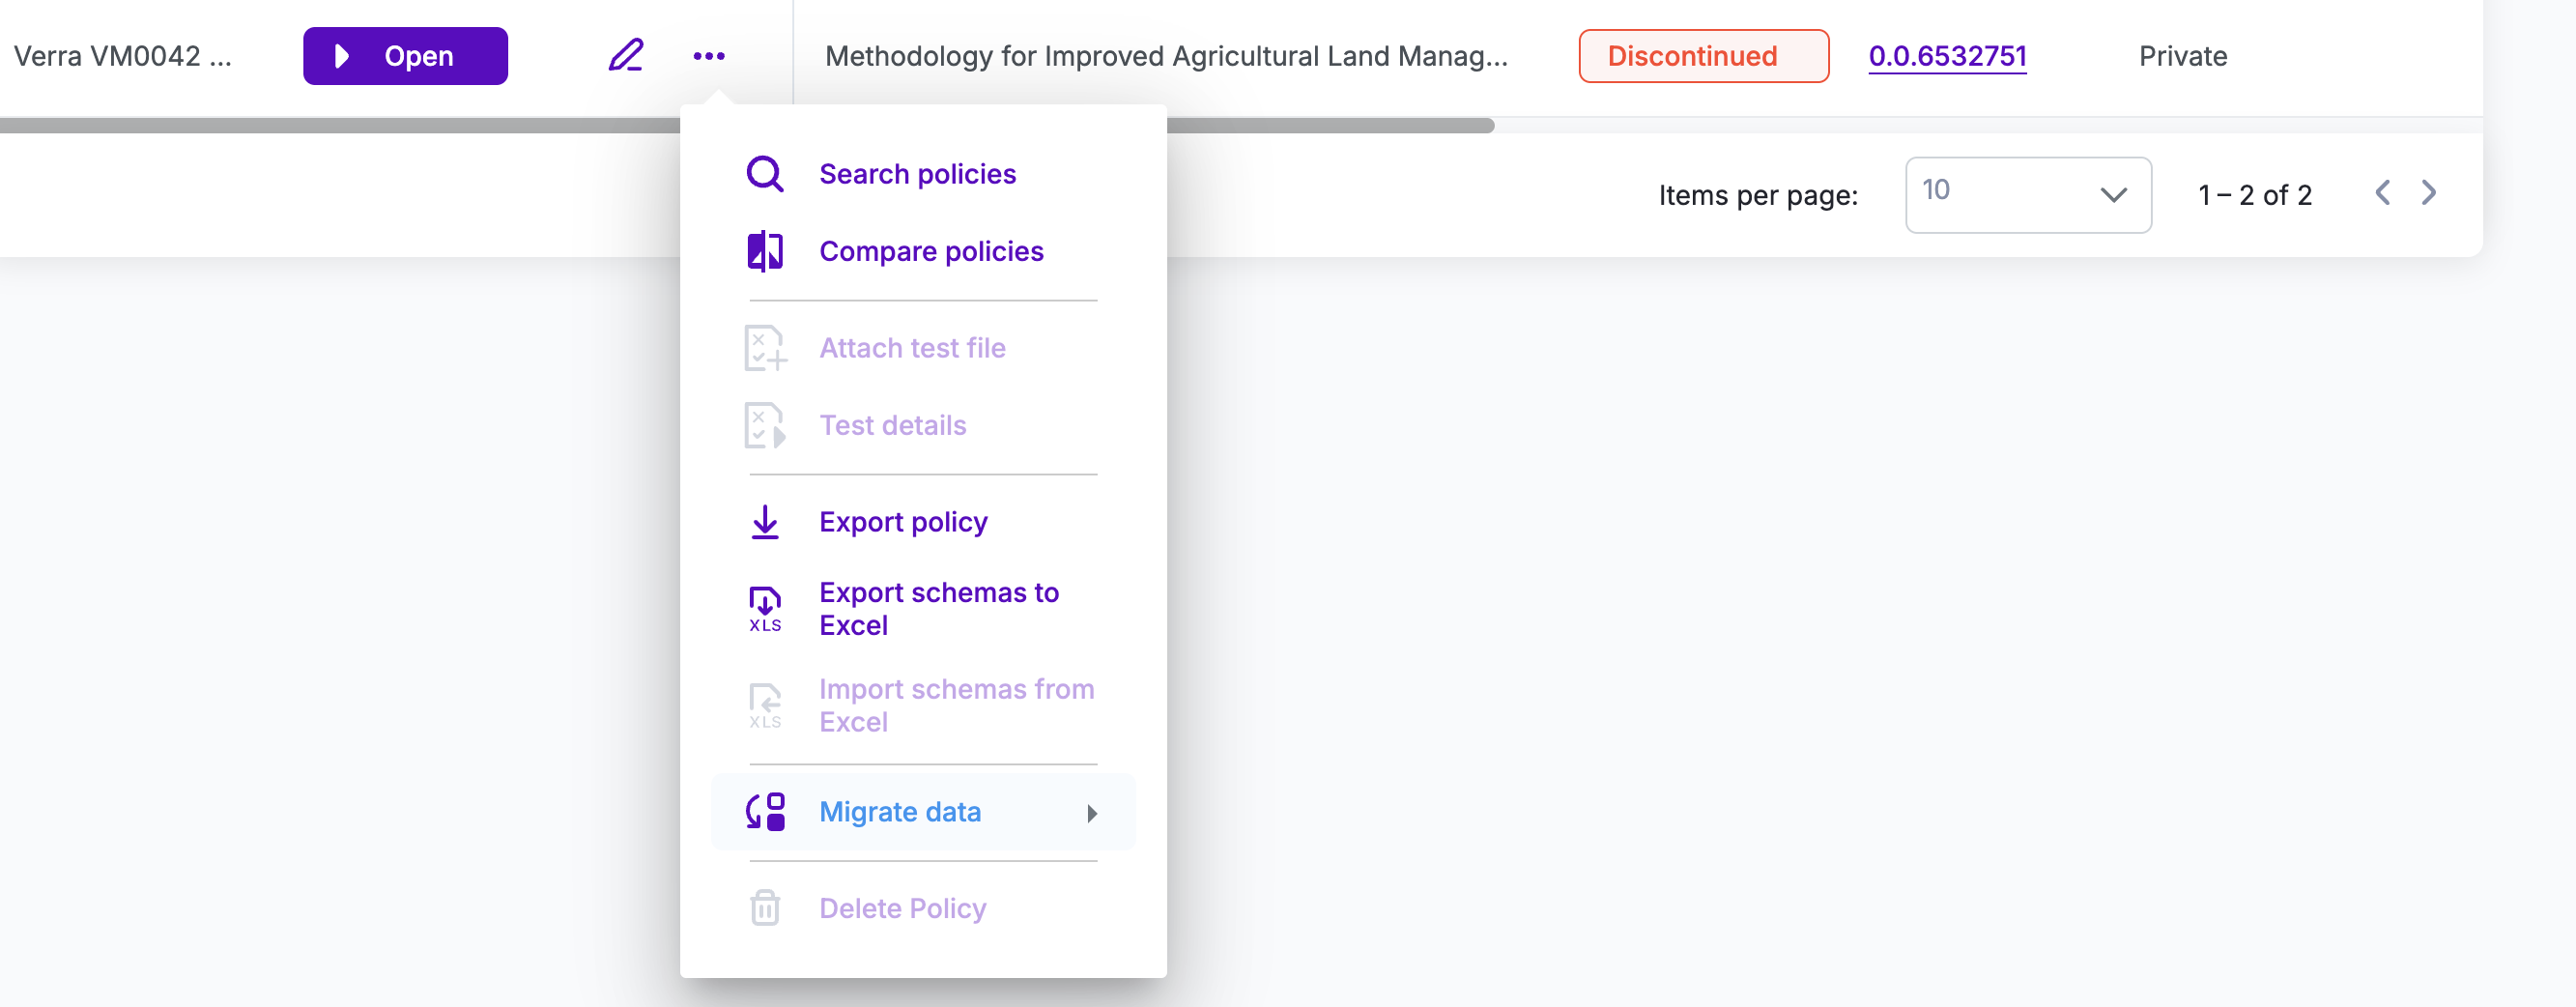 Verra VM0042 ...
Open
Methodology for Improved Agricultural Land Manag...
Discontinued
0.0.6532751
Private
Items per page:
10
1 – 2 of 2
Search policies
Compare policies
Attach test file
Test details
Export policy
XLS
Export schemas to
Excel
XLS
Import schemas from
Excel
Migrate data
Delete Policy